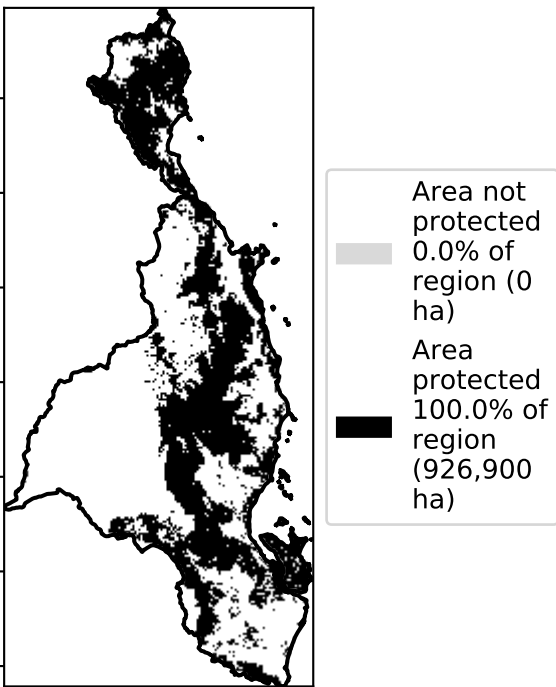 Area not
protected
0.0% of
region (0
ha)
Area
protected
100.0% of
region
(926,900
ha)